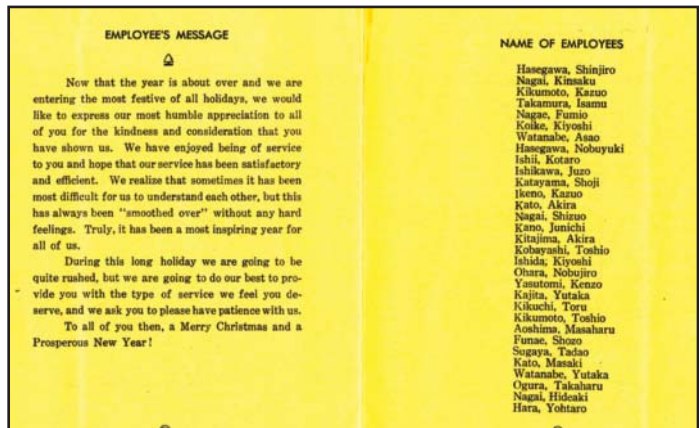 EMPLOYEE'S MESSAGE
Now that the year is about over and we are
entering the most festive of all holidays, we would
like to express our most humble appreciation to all
of you for the kindness and consideration that you
have shown us. We have enjoyed being of service
to you and hope that our service has been satisfactory
and efficient. We realize that sometimes it has been
most difficult for us to understand each other, but this
has always been "smoothed over" without any hard
feelings. Truly, it has been a most inspiring year for
all of us.
During this long holiday we are going to be
quite rushed, but we are going to do our best to pro-
vide you with the type of service we feel you de-
serve, and we ask you to please have patience with us.
To all of you then, a Merry Christmas and a
Prosperous New Year!
NAME OF EMPLOYEES
Hasegawa, Shinjiro
Nagai, Kinsaku
Kikumoto, Kazuo
Takamura, Isamu
Nagae, Fumio
Koike, Kiyoshi
Watanabe, Asao
Hasegawa, Nobuyuki
Ishii, Kotaro
Ishikawa, Juzo
Katayama, Shoji
Ikeno, Kazuo
Kato, Akira
Nagai, Shizuo
Kano, Junichi
Kitajima, Akira
Kobayashi, Toshio
Ishida, Kiyoshi
Ohara, Nobujiro
Yasutomi, Kenzo
Kajita, Yutaka
Kikuchi, Toru
Kikumoto, Toshio
Aoshima, Masaharu
Funae, Shozo
Sugaya, Tadao
Kato, Masaki
Watanabe, Yutaka
Ogura, Takaharu
Nagai, Hideaki
Hara, Yohtaro